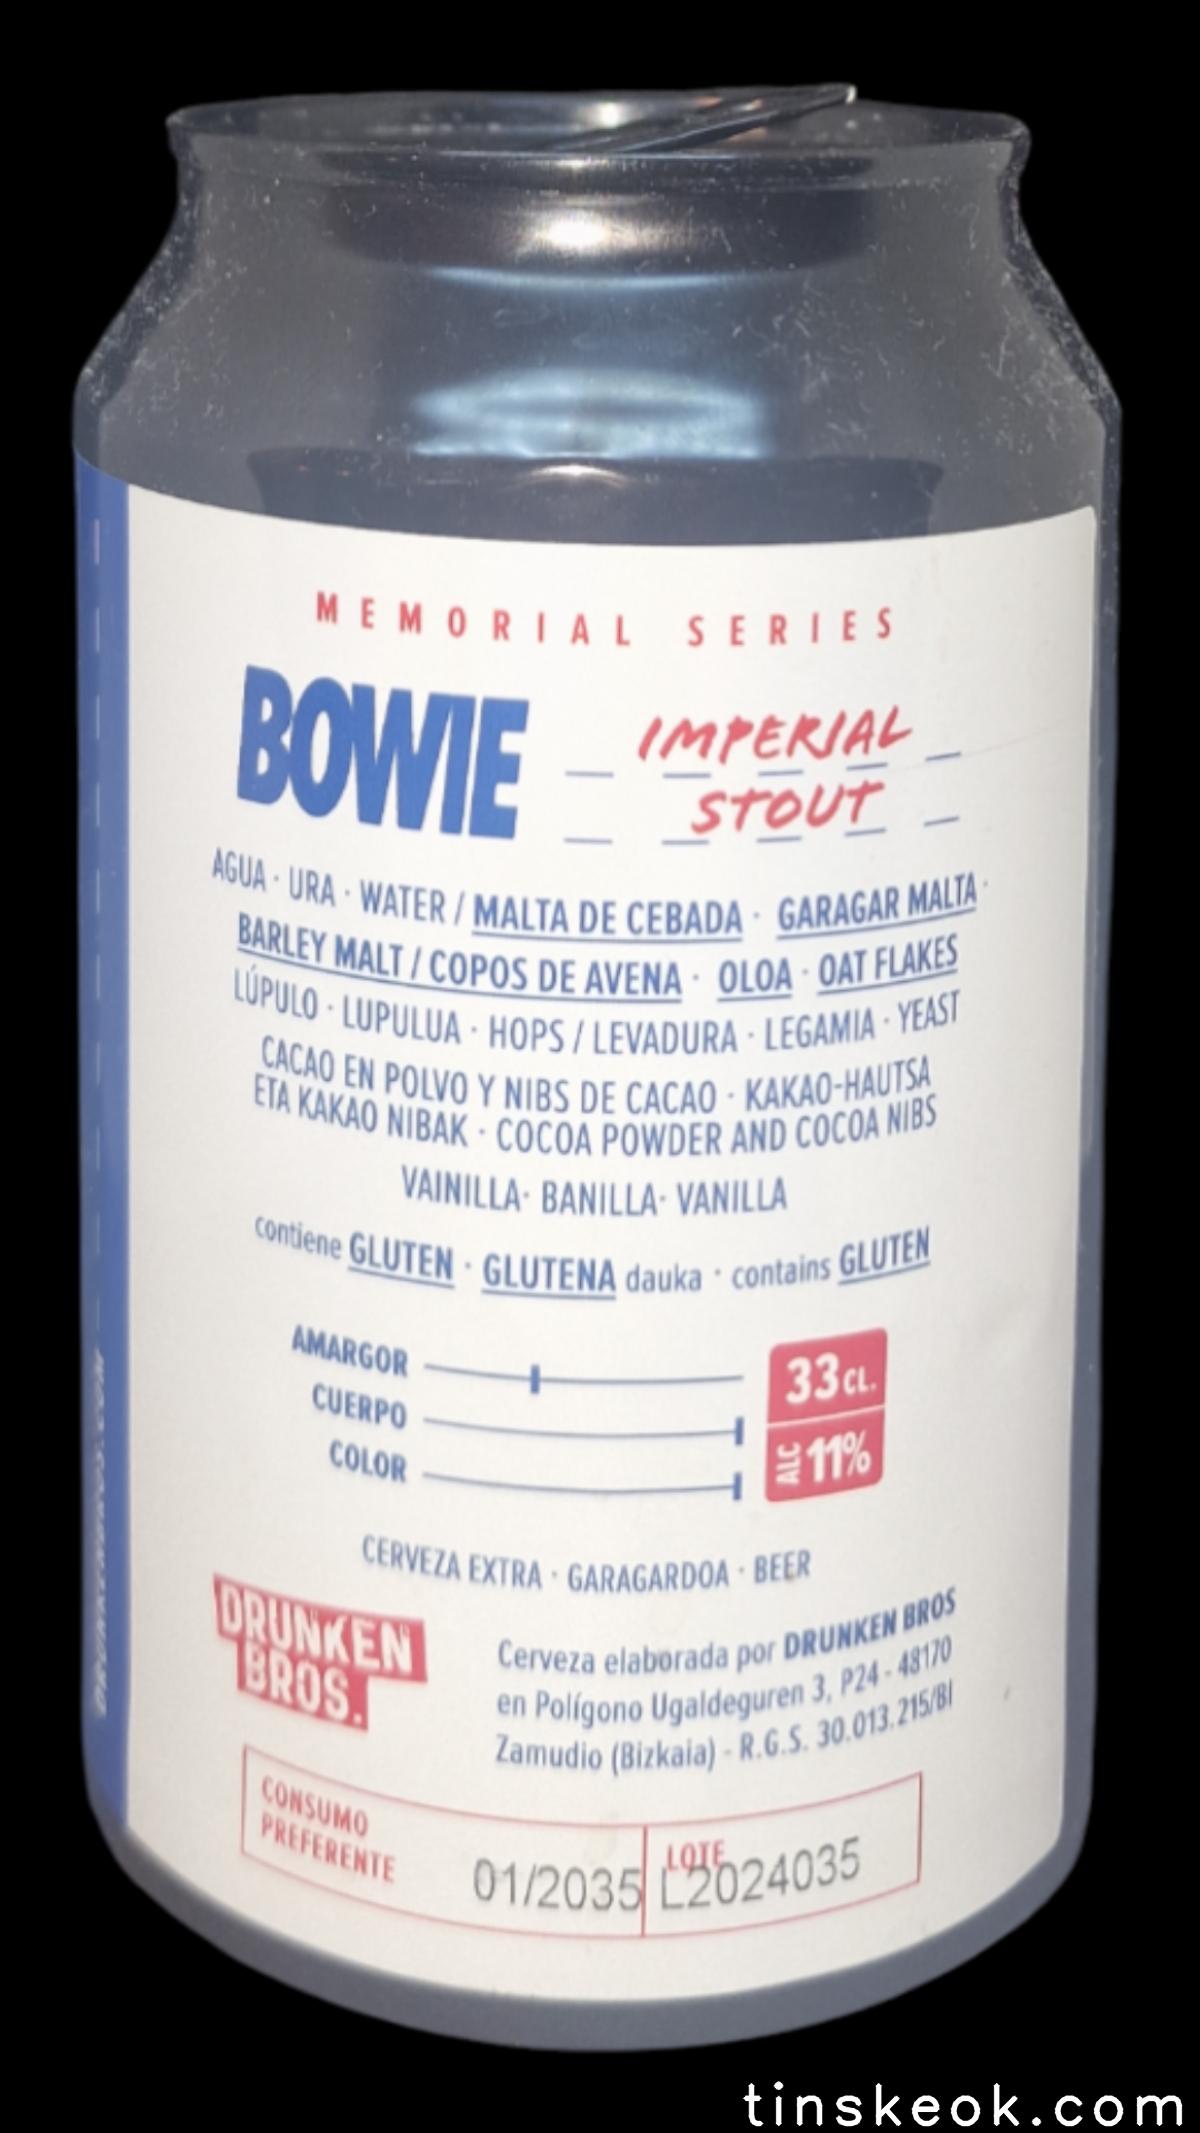 MEMORIAL SERIES
BOWIE
IMPERIAL
STOUT
AGUA · URA · WATER / MALTA DE CEBADA · GARAGAR MALTA ·
BARLEY MALT / COPOS DE AVENA · OLOA · OAT FLAKES
LÚPULO · LUPULUA · HOPS / LEVADURA · LEGAMIA · YEAST
CACAO EN POLVO Y NIBS DE CACAO · KAKAO-HAUTSA
ETA KAKAO NIBAK · COCOA POWDER AND COCOA NIBS
VAINILLA· BANILLA· VANILLA
contiene GLUTEN · GLUTENA dauka · contains GLUTEN
AMARGOR
CUERPO
COLOR
33 CL.
ALC 11%
CERVEZA EXTRA · GARAGARDOA · BEER
DRUNKEN
BROS.
Cerveza elaborada por DRUNKEN BROS
en Polígono Ugaldeguren 3, P24 - 48170
Zamudio (Bizkaia) - R.G.S. 30.013.215/BI
CONSUMO
PREFERENTE
01/2035
LOTE
L2024035
DRUNKENBROS.COM
tinskeok.com